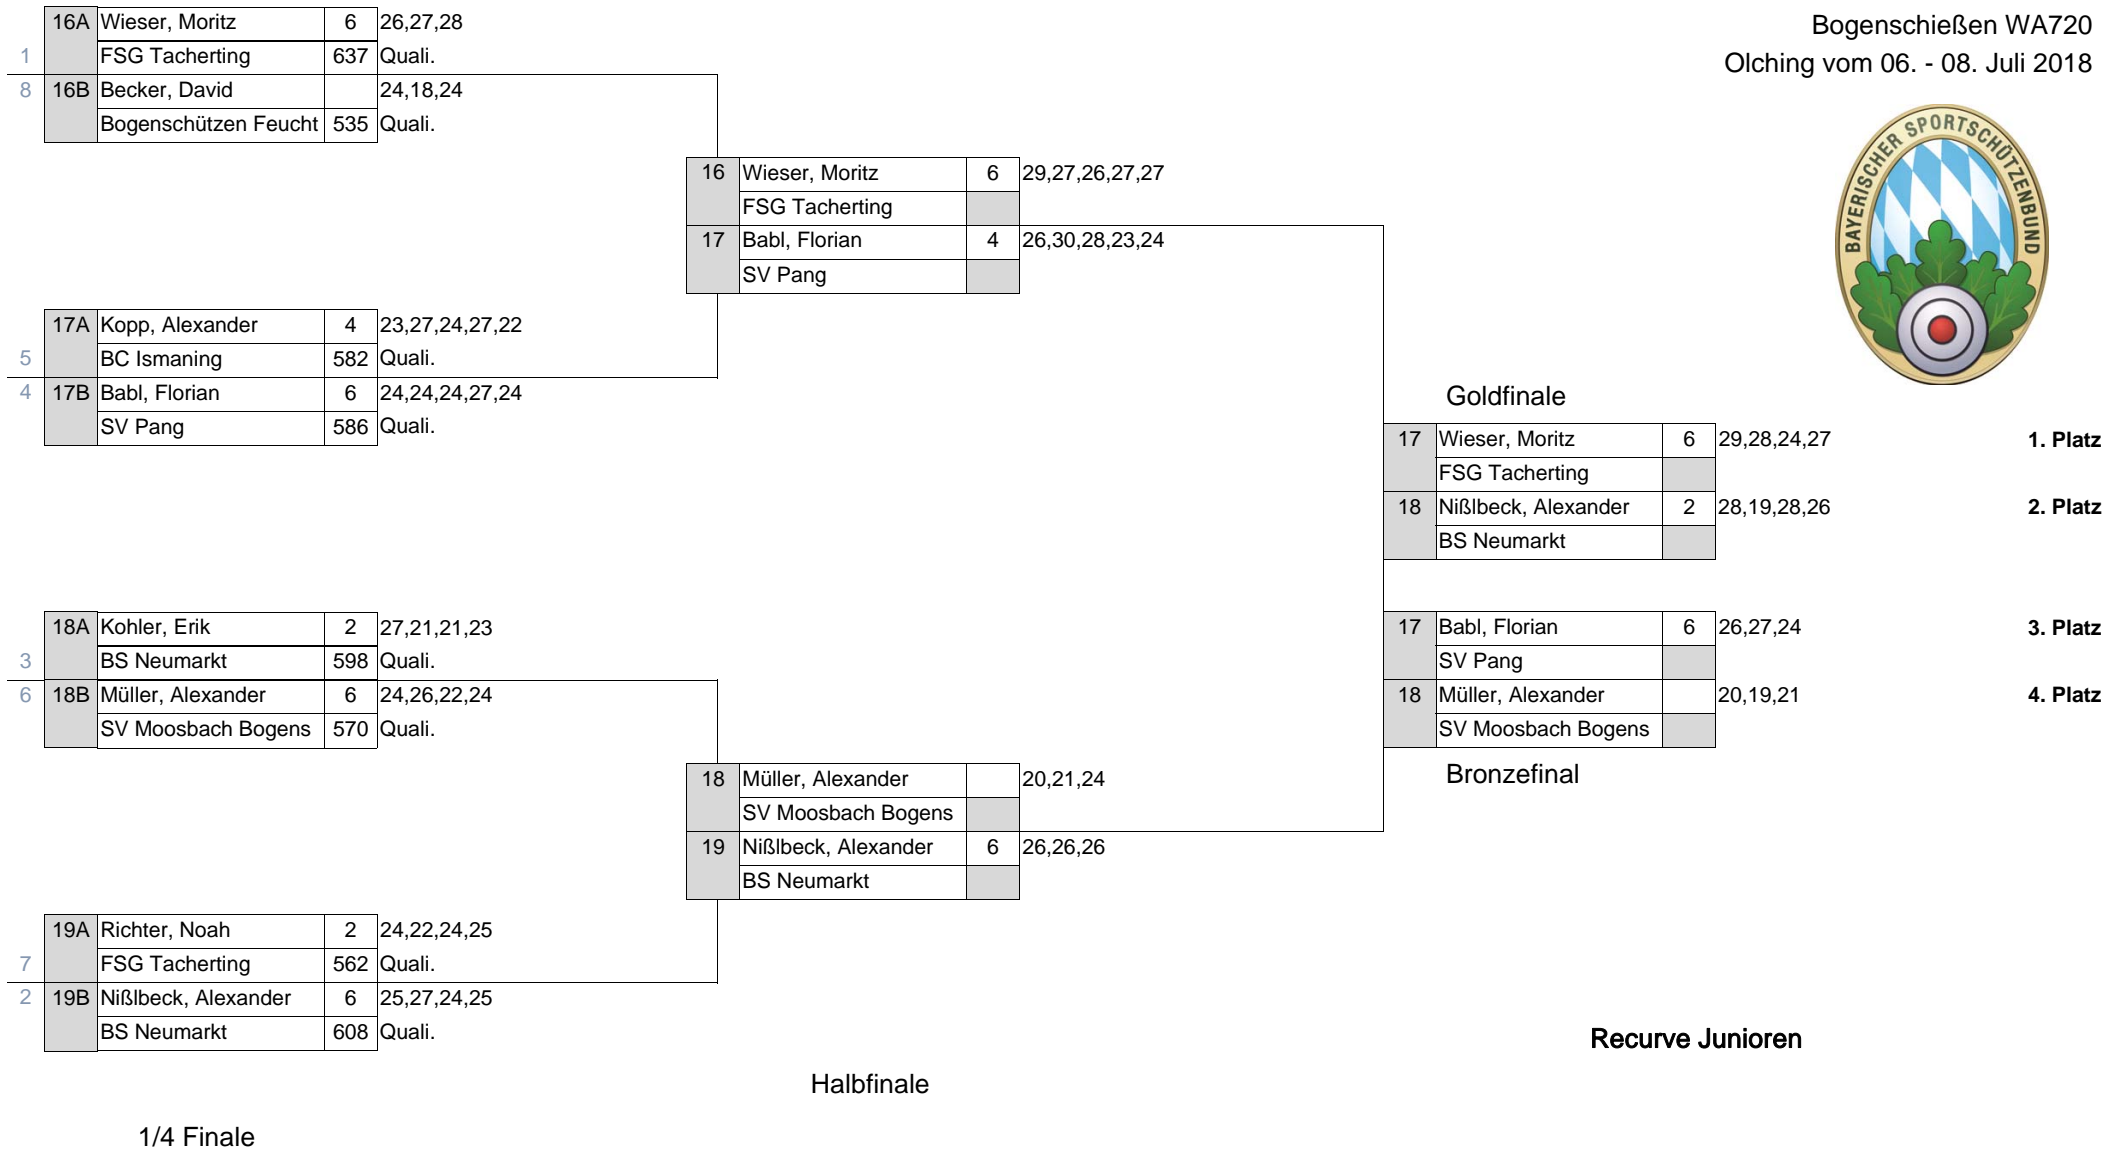 Bogenschießen WA720
Olching vom 06. - 08. Juli 2018
BAYERISCHER SPORTSCHÜTZENBUND
16A Wieser, Moritz 6 26,27,28
1 FSG Tacherting 637 Quali.
8 16B Becker, David 24,18,24
Bogenschützen Feucht 535 Quali.
16 Wieser, Moritz 6 29,27,26,27,27
FSG Tacherting
17 Babl, Florian 4 26,30,28,23,24
SV Pang
17A Kopp, Alexander 4 23,27,24,27,22
5 BC Ismaning 582 Quali.
4 17B Babl, Florian 6 24,24,24,27,24
SV Pang 586 Quali.
Goldfinale
17 Wieser, Moritz 6 29,28,24,27 1. Platz
FSG Tacherting
18 Nißlbeck, Alexander 2 28,19,28,26 2. Platz
BS Neumarkt
18A Kohler, Erik 2 27,21,21,23
3 BS Neumarkt 598 Quali.
6 18B Müller, Alexander 6 24,26,22,24
SV Moosbach Bogens 570 Quali.
17 Babl, Florian 6 26,27,24 3. Platz
SV Pang
18 Müller, Alexander 20,19,21 4. Platz
SV Moosbach Bogens
Bronzefinal
18 Müller, Alexander 20,21,24
SV Moosbach Bogens
19 Nißlbeck, Alexander 6 26,26,26
BS Neumarkt
19A Richter, Noah 2 24,22,24,25
7 FSG Tacherting 562 Quali.
2 19B Nißlbeck, Alexander 6 25,27,24,25
BS Neumarkt 608 Quali.
Recurve Junioren
Halbfinale
1/4 Finale